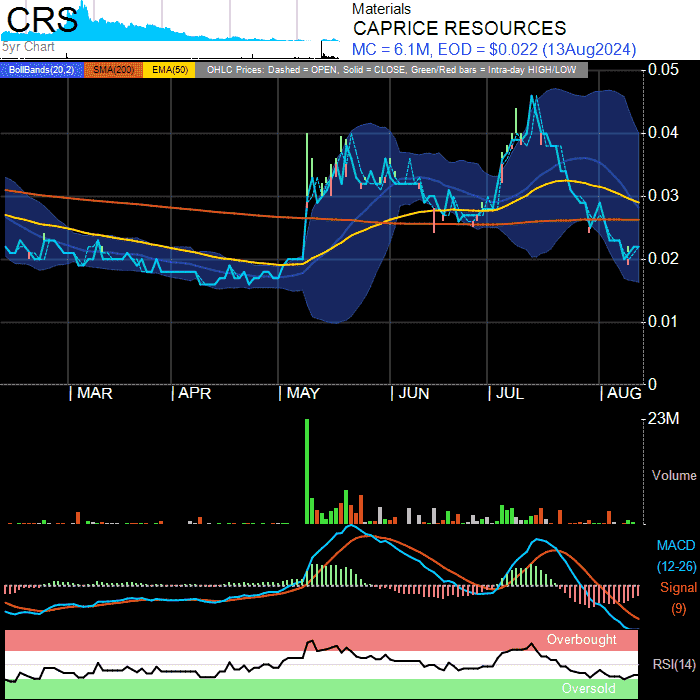 CRS
5yr Chart
Materials
CAPRICE RESOURCES
MC = 6.1M, EOD = $0.022 (13Aug2024)
BollBands(20,2) SMA(200) EMA(50) OHLC Prices: Dashed = OPEN, Solid = CLOSE, Green/Red bars = Intra-day HIGH/LOW
0.05
0.04
0.03
0.02
0.01
0
| MAR | APR | MAY | JUN | JUL | AUG
23M
Volume
MACD
(12-26)
Signal
(9)
Overbought
RSI(14)
Oversold